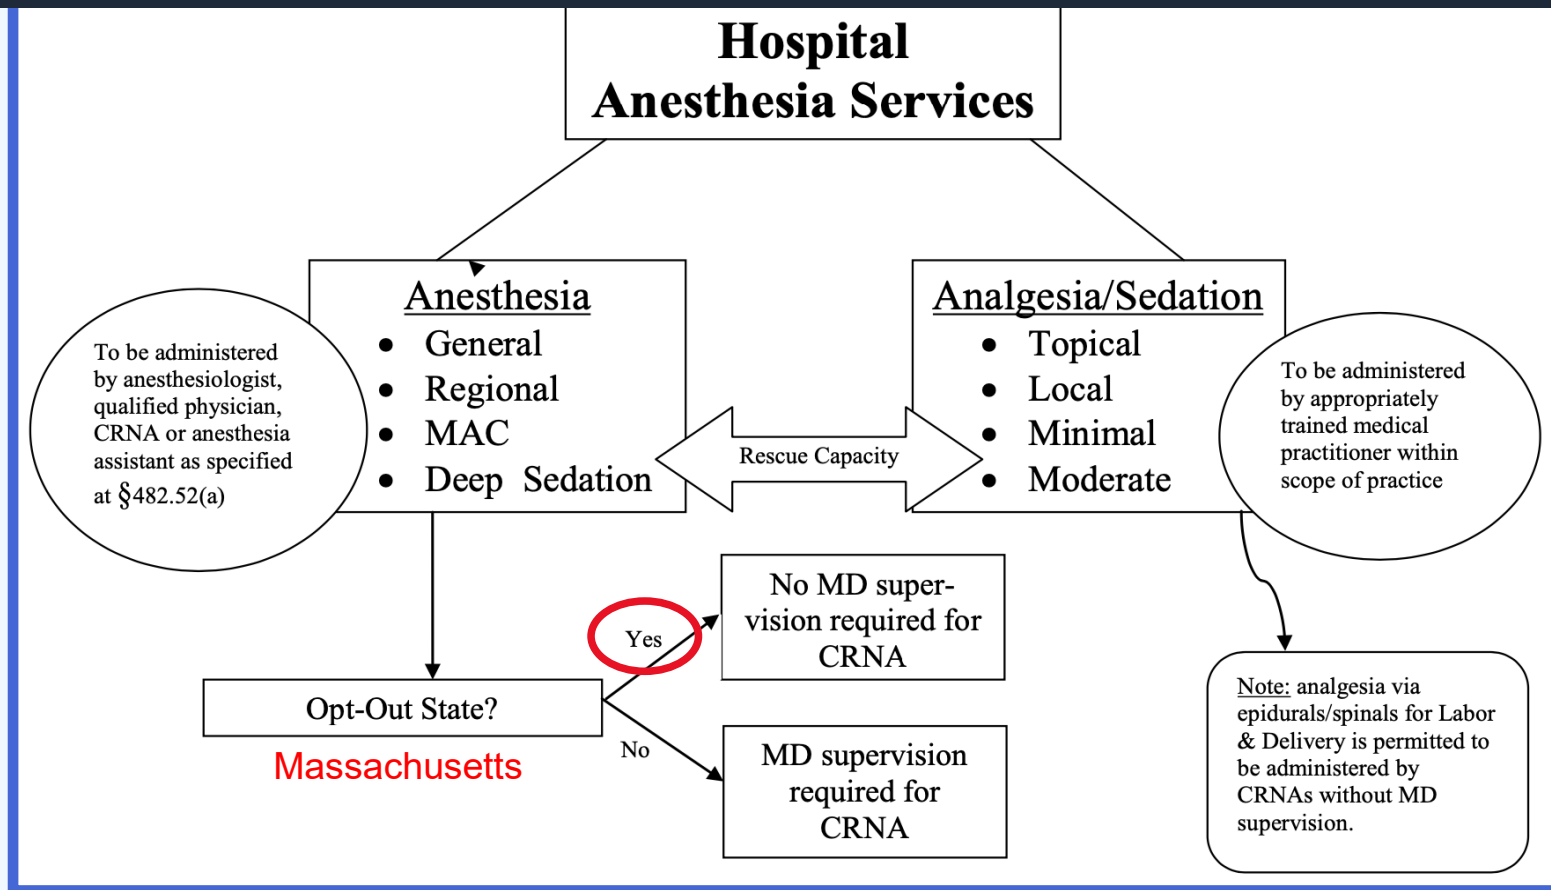 Hospital
Anesthesia Services
Anesthesia
• General
• Regional
• MAC
• Deep Sedation
To be administered
by anesthesiologist,
qualified physician,
CRNA or anesthesia
assistant as specified
at §482.52(a)
Rescue Capacity
Analgesia/Sedation
• Topical
• Local
• Minimal
• Moderate
To be administered
by appropriately
trained medical
practitioner within
scope of practice
Opt-Out State?
Massachusetts
Yes
No MD super-
vision required for
CRNA
No
MD supervision
required for
CRNA
Note: analgesia via
epidurals/spinals for Labor
& Delivery is permitted to
be administered by
CRNAs without MD
supervision.